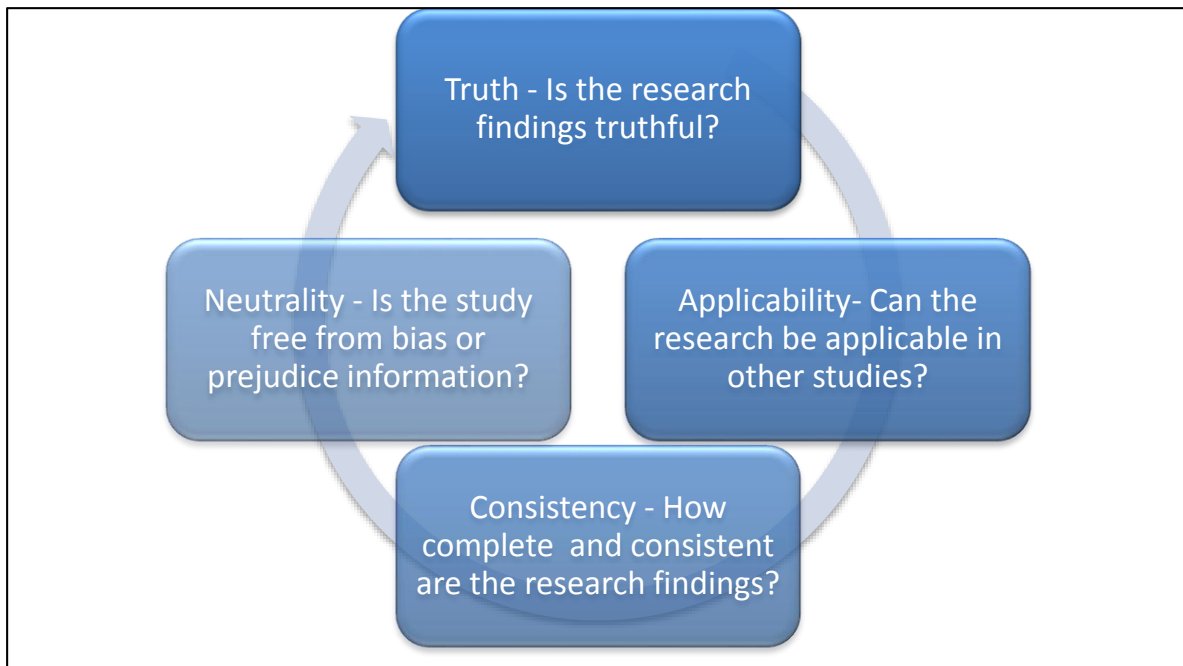 Truth - Is the research
findings truthful?
Applicability- Can the
research be applicable in
other studies?
Consistency - How
complete  and consistent
are the research findings?
Neutrality - Is the study
free from bias or
prejudice information?